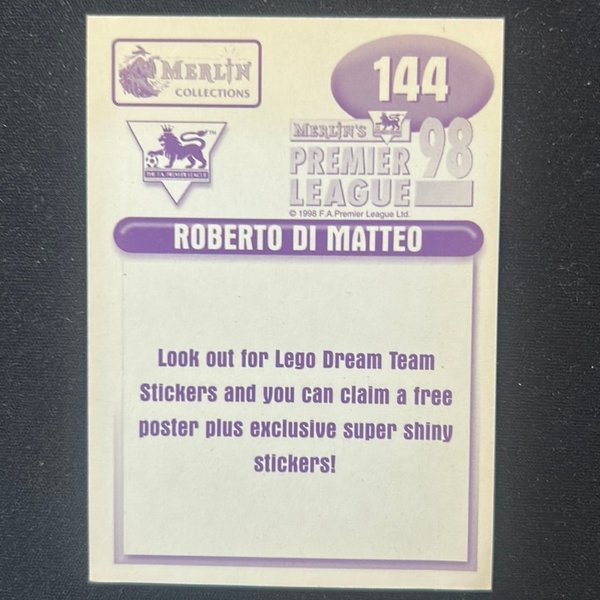 MERLIN
COLLECTIONS
144
THE F.A. PREMIER LEAGUE
TM
MERLIN'S
PREMIER
LEAGUE
98
© 1998 F.A. Premier League Ltd.
ROBERTO DI MATTEO
Look out for Lego Dream Team
Stickers and you can claim a free
poster plus exclusive super shiny
stickers!